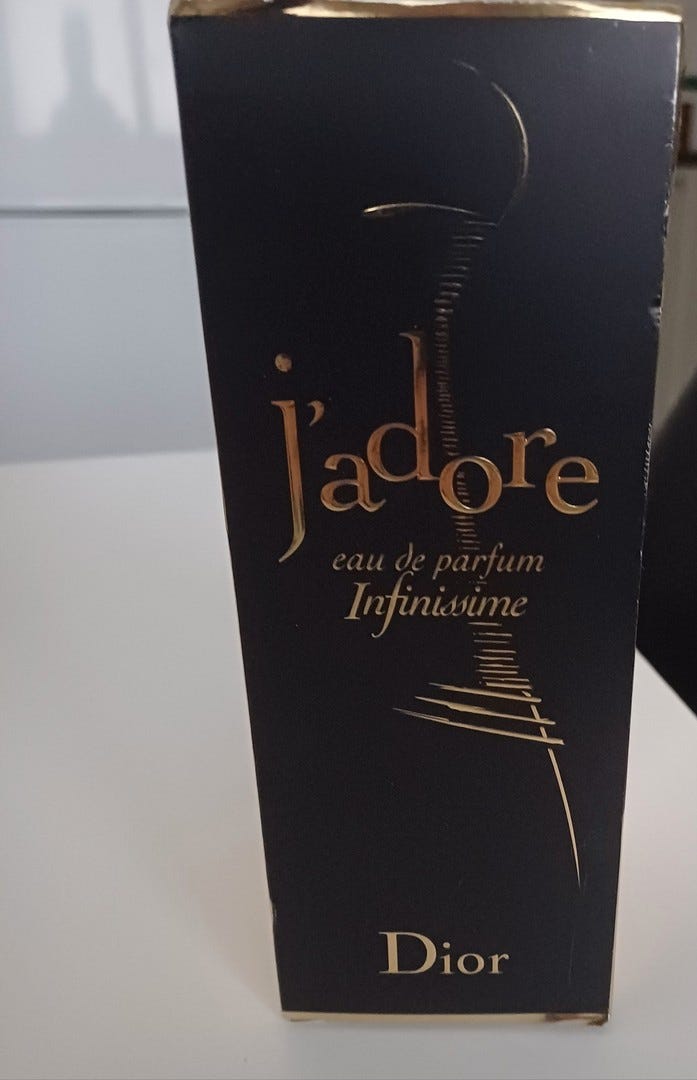 j'adore
eau de parfum
Infinissime
Dior